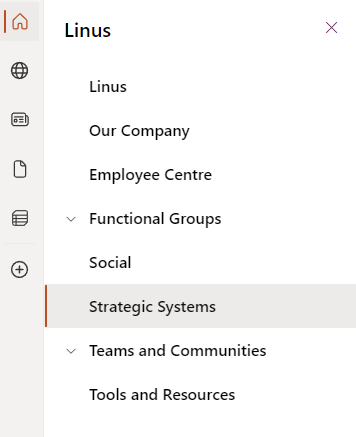 Linus
Linus
Our Company
Employee Centre
Functional Groups
Social
Strategic Systems
Teams and Communities
Tools and Resources